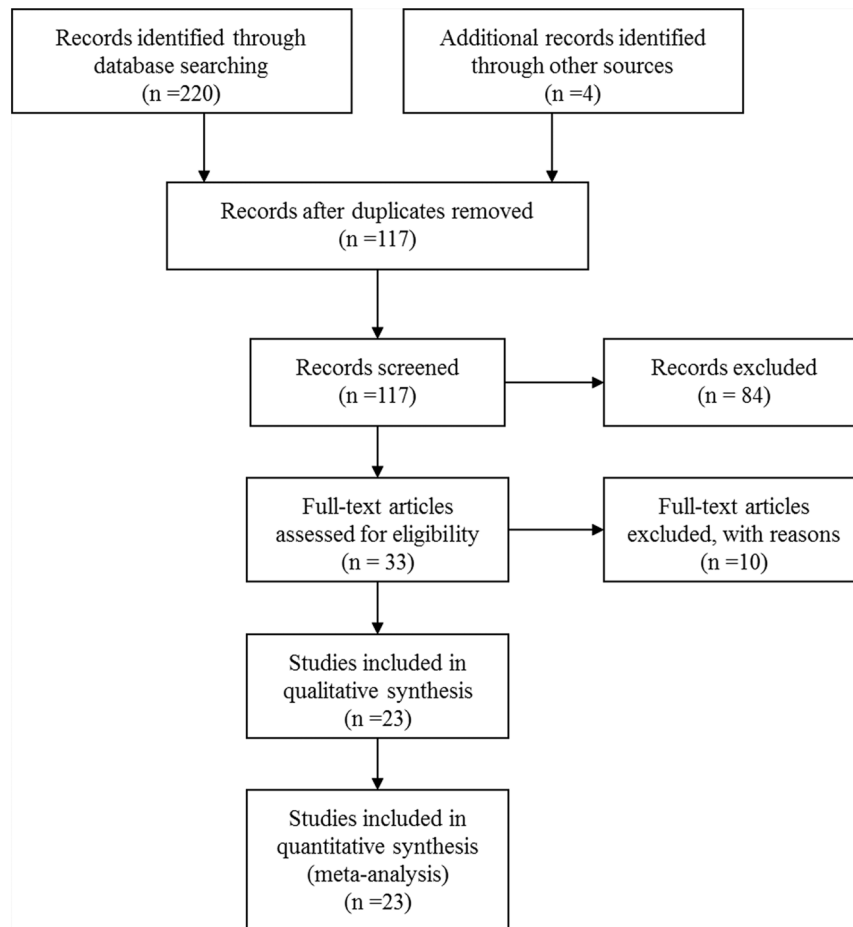 Records identified through
database searching
(n =220)
Additional records identified
through other sources
(n =4)
Records after duplicates removed
(n =117)
Records screened
(n =117)
Records excluded
(n = 84)
Full-text articles
assessed for eligibility
(n = 33)
Full-text articles
excluded, with reasons
(n =10)
Studies included in
qualitative synthesis
(n =23)
Studies included in
quantitative synthesis
(meta-analysis)
(n =23)